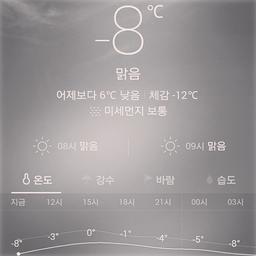 -8℃
맑음
어제보다 6℃ 낮음 | 체감 -12℃
미세먼지 보통
08시 맑음 09시 맑음
온도 강수 바람 습도
지금 12시 15시 18시 21시 00시 03시
-8° -3° 0° -1° -4° -5° -8°